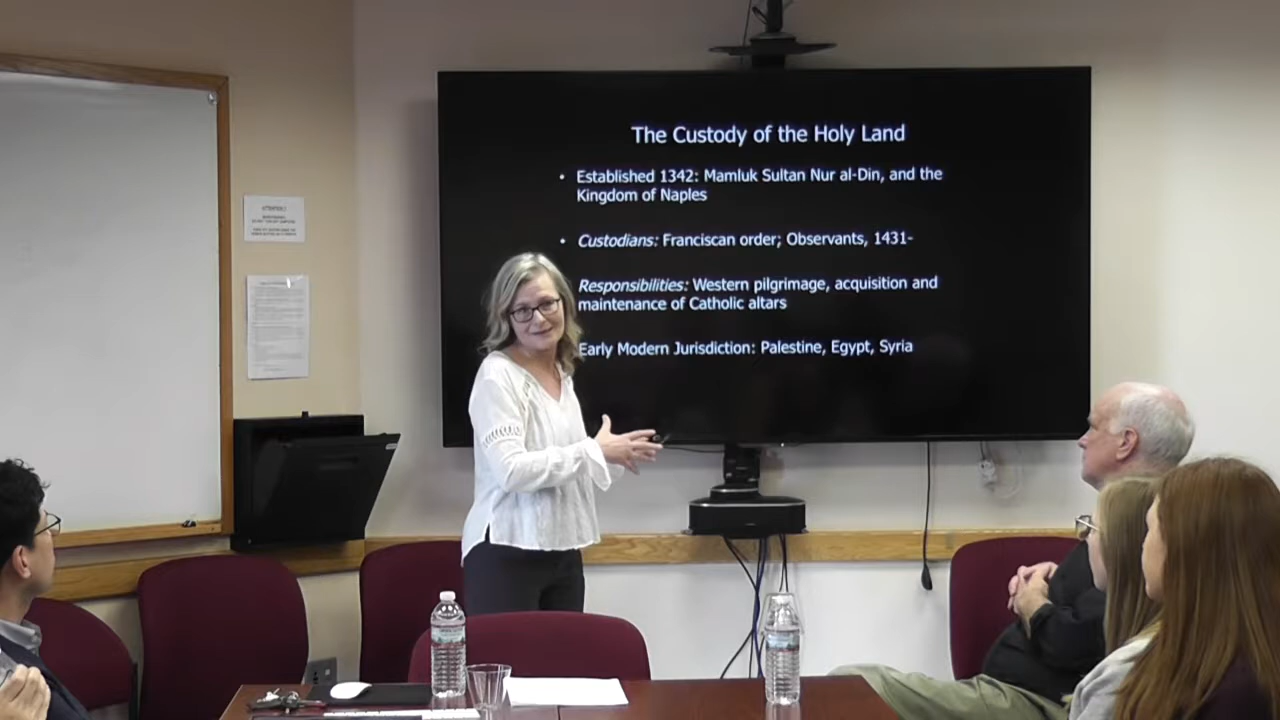 The Custody of the Holy Land
• Established 1342: Mamluk Sultan Nur al-Din, and the
Kingdom of Naples
• Custodians: Franciscan order; Observants, 1431-
Responsibilities: Western pilgrimage, acquisition and
maintenance of Catholic altars
Early Modern Jurisdiction: Palestine, Egypt, Syria